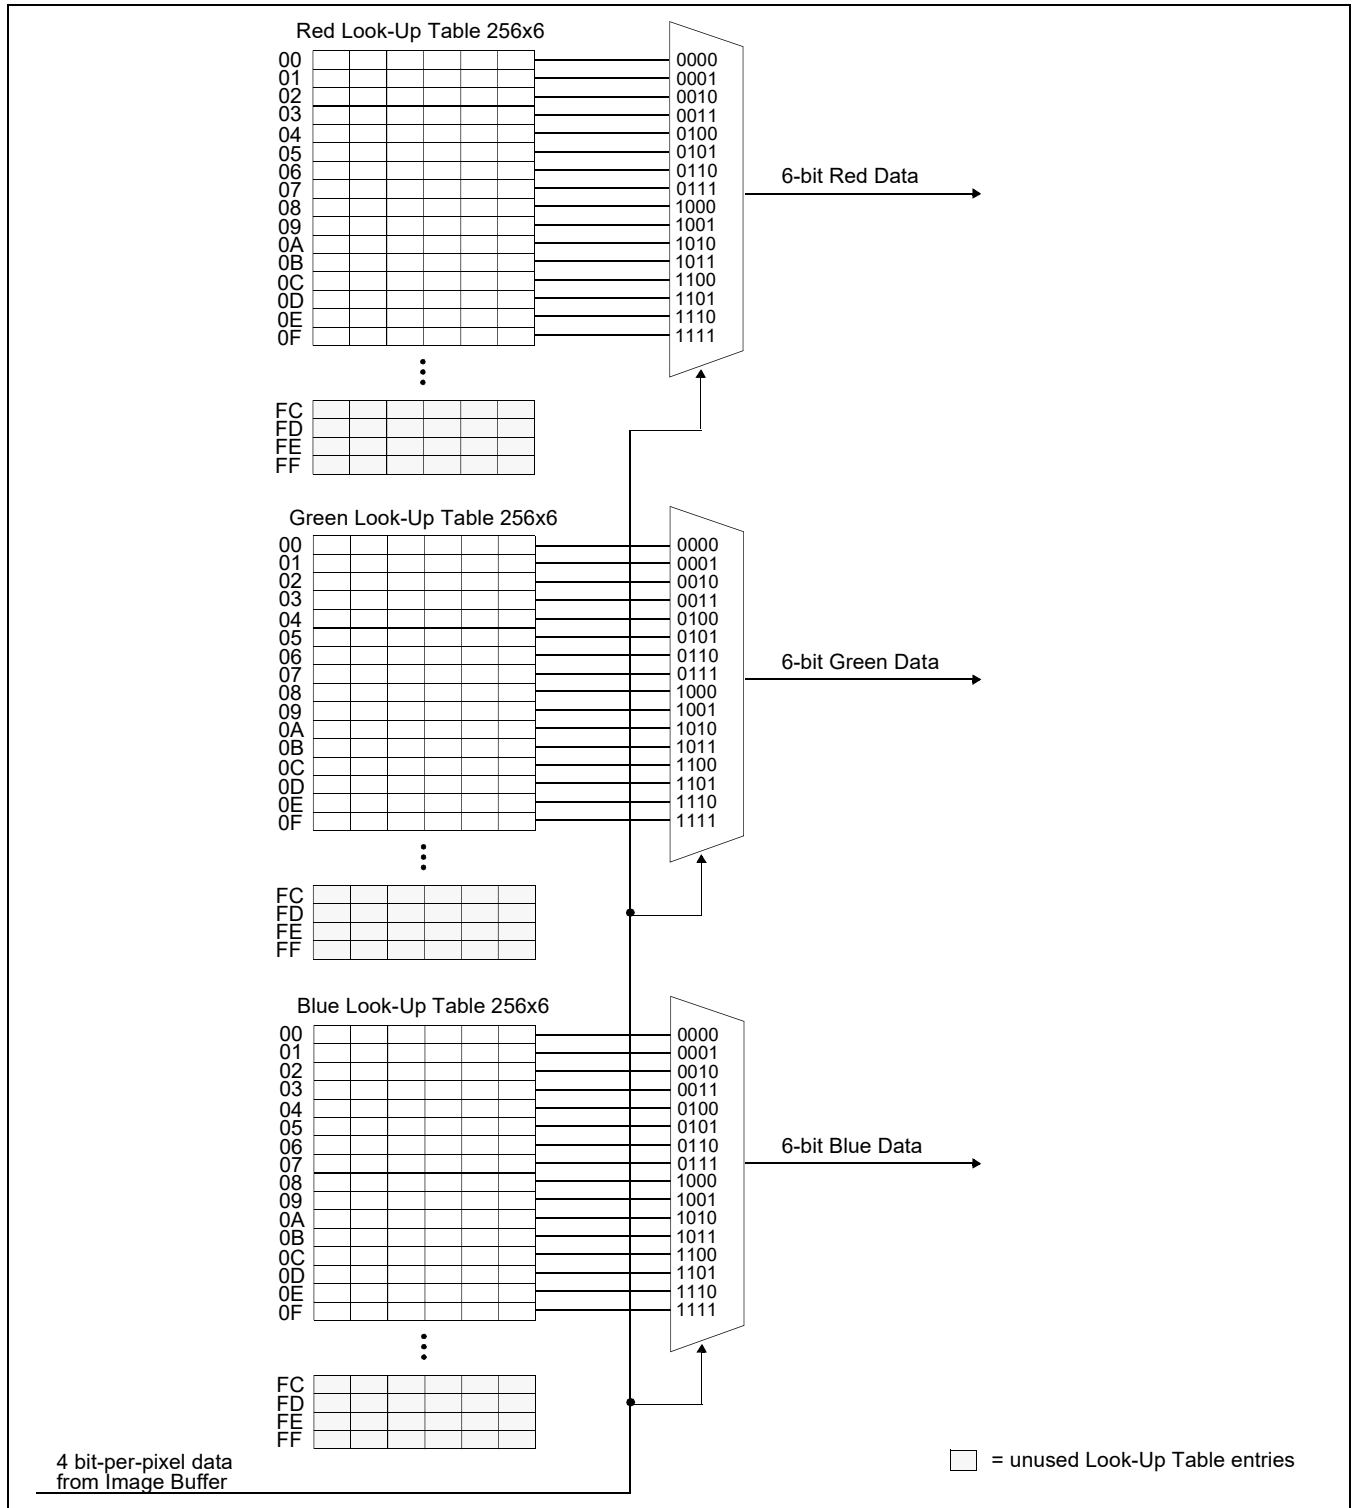 Red Look-Up Table 256x6
00 0000
01 0001
02 0010
03 0011
04 0100
05 0101
06 0110
07 0111
08 1000
09 1001
0A 1010
0B 1011
0C 1100
0D 1101
0E 1110
0F 1111
6-bit Red Data
FC
FD
FE
FF
Green Look-Up Table 256x6
00 0000
01 0001
02 0010
03 0011
04 0100
05 0101
06 0110
07 0111
08 1000
09 1001
0A 1010
0B 1011
0C 1100
0D 1101
0E 1110
0F 1111
6-bit Green Data
FC
FD
FE
FF
Blue Look-Up Table 256x6
00 0000
01 0001
02 0010
03 0011
04 0100
05 0101
06 0110
07 0111
08 1000
09 1001
0A 1010
0B 1011
0C 1100
0D 1101
0E 1110
0F 1111
6-bit Blue Data
FC
FD
FE
FF
4 bit-per-pixel data
from Image Buffer
= unused Look-Up Table entries